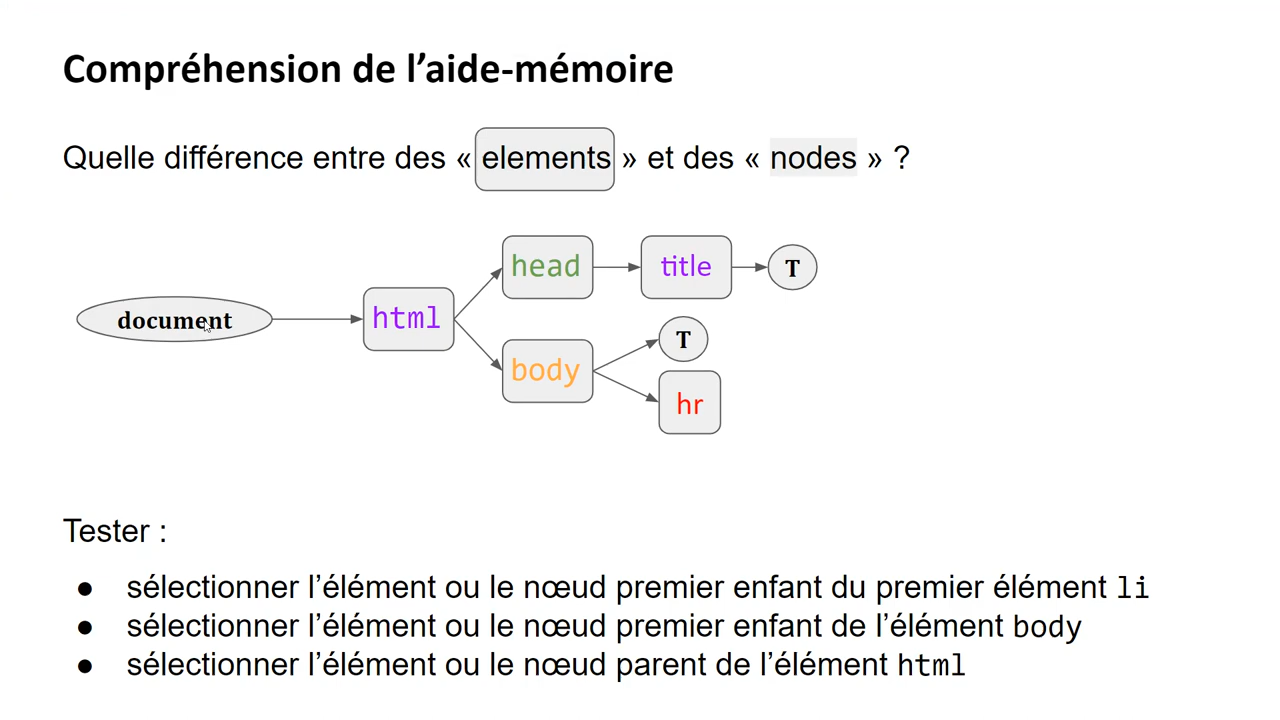 Compréhension de l’aide-mémoire
Quelle différence entre des « elements » et des « nodes » ?
head
title
T
document
html
T
body
hr
Tester :
● sélectionner l’élément ou le nœud premier enfant du premier élément li
● sélectionner l’élément ou le nœud premier enfant de l’élément body
● sélectionner l’élément ou le nœud parent de l’élément html